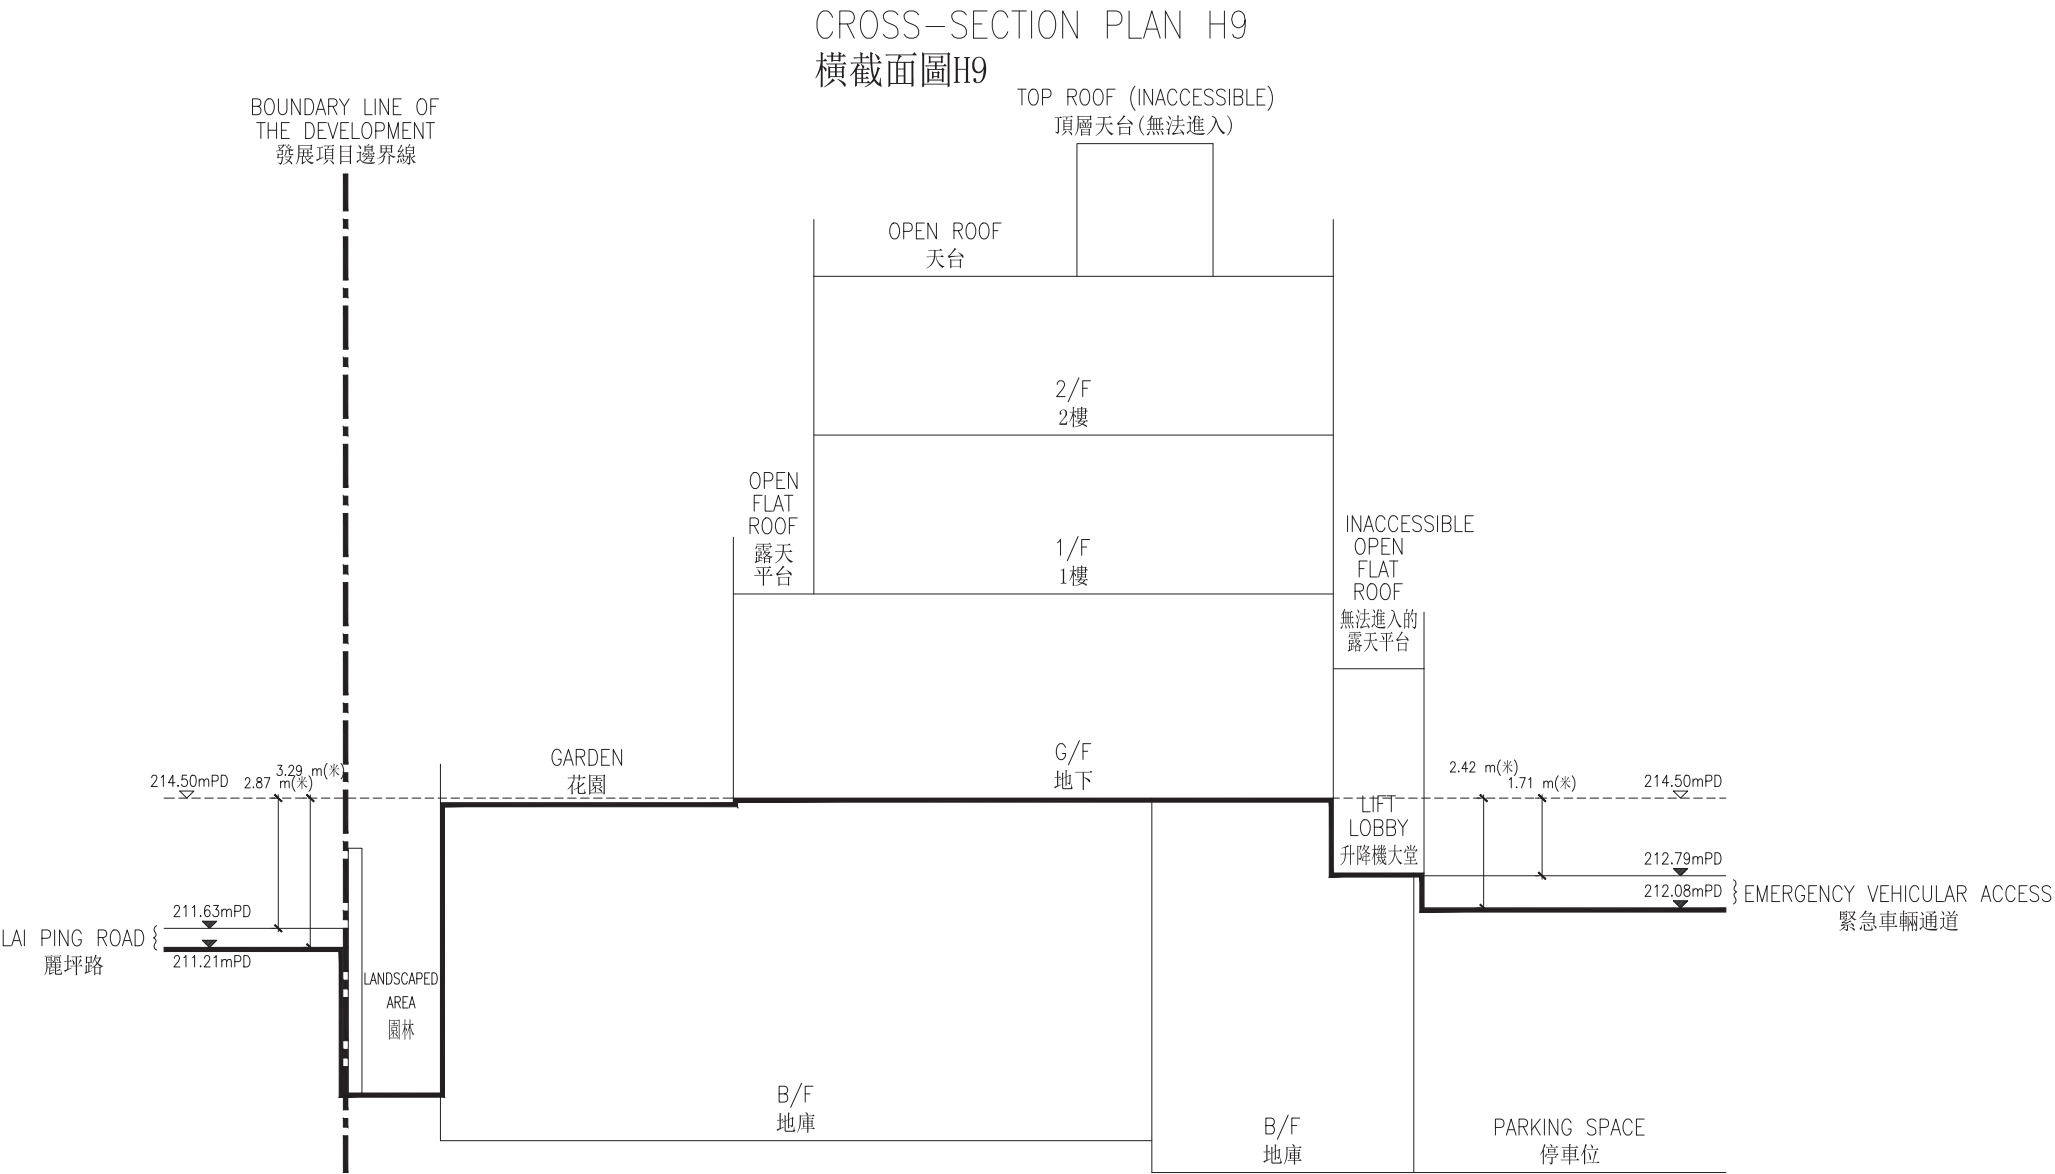 CROSS-SECTION PLAN H9
橫截面圖H9
BOUNDARY LINE OF
THE DEVELOPMENT
發展項目邊界線
TOP ROOF (INACCESSIBLE)
頂層天台(無法進入)
OPEN ROOF
天台
2/F
2樓
OPEN
FLAT
ROOF
露天
平台
1/F
1樓
INACCESSIBLE
OPEN
FLAT
ROOF
無法進入的
露天平台
GARDEN
花園
G/F
地下
214.50mPD
2.87 m(米)
3.29 m(米)
2.42 m(米)
1.71 m(米)
214.50mPD
LIFT
LOBBY
升降機大堂
212.79mPD
212.08mPD
EMERGENCY VEHICULAR ACCESS
緊急車輛通道
211.63mPD
LAI PING ROAD
麗坪路
211.21mPD
LANDSCAPED
AREA
園林
B/F
地庫
B/F
地庫
PARKING SPACE
停車位